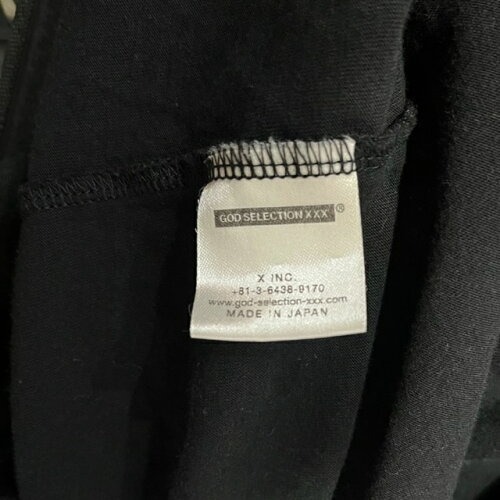 GOD SELECTION XXX ®
X INC.
+81-3-6438-9170
www.god-selection-xxx.com
MADE IN JAPAN